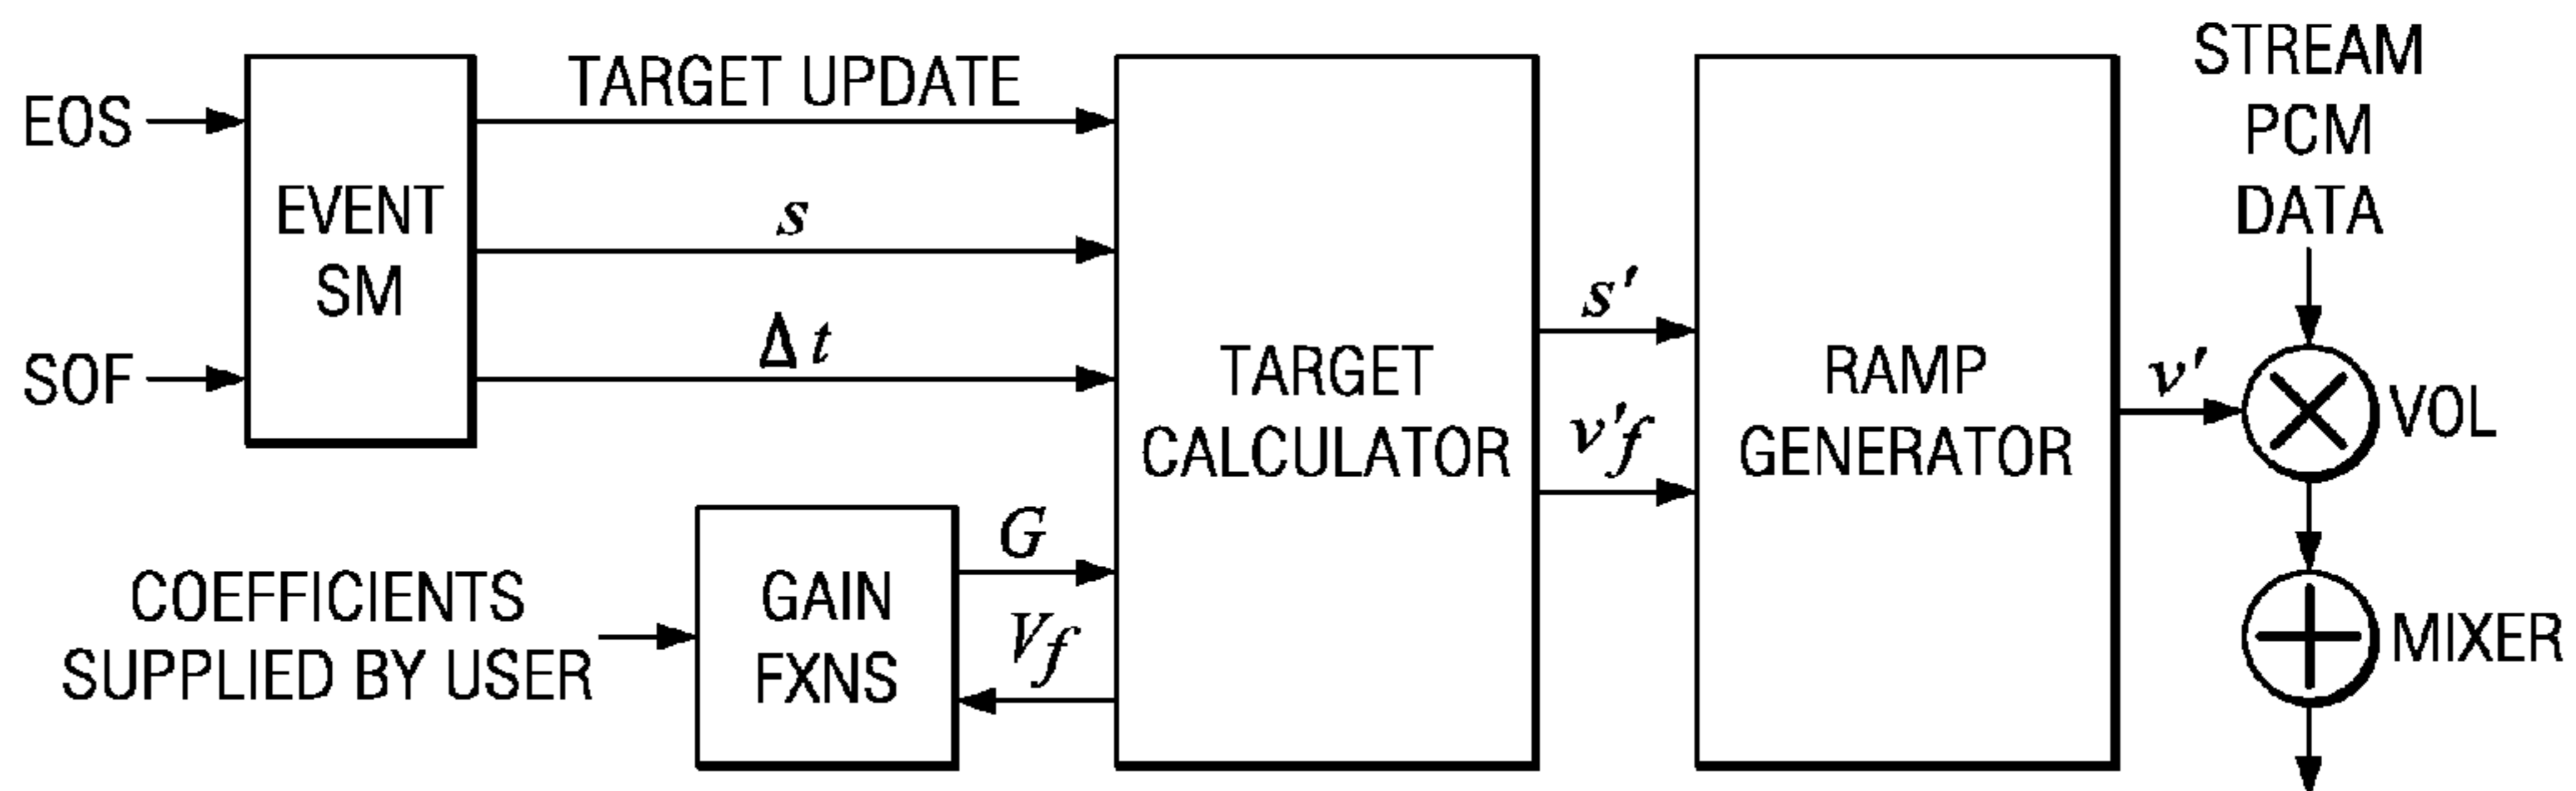 EOS
SOF
EVENT
SM
TARGET UPDATE
s
Δt
COEFFICIENTS
SUPPLIED BY USER
GAIN
FXNS
G
Vf
TARGET
CALCULATOR
s′
v′f
RAMP
GENERATOR
v′
STREAM
PCM
DATA
VOL
MIXER